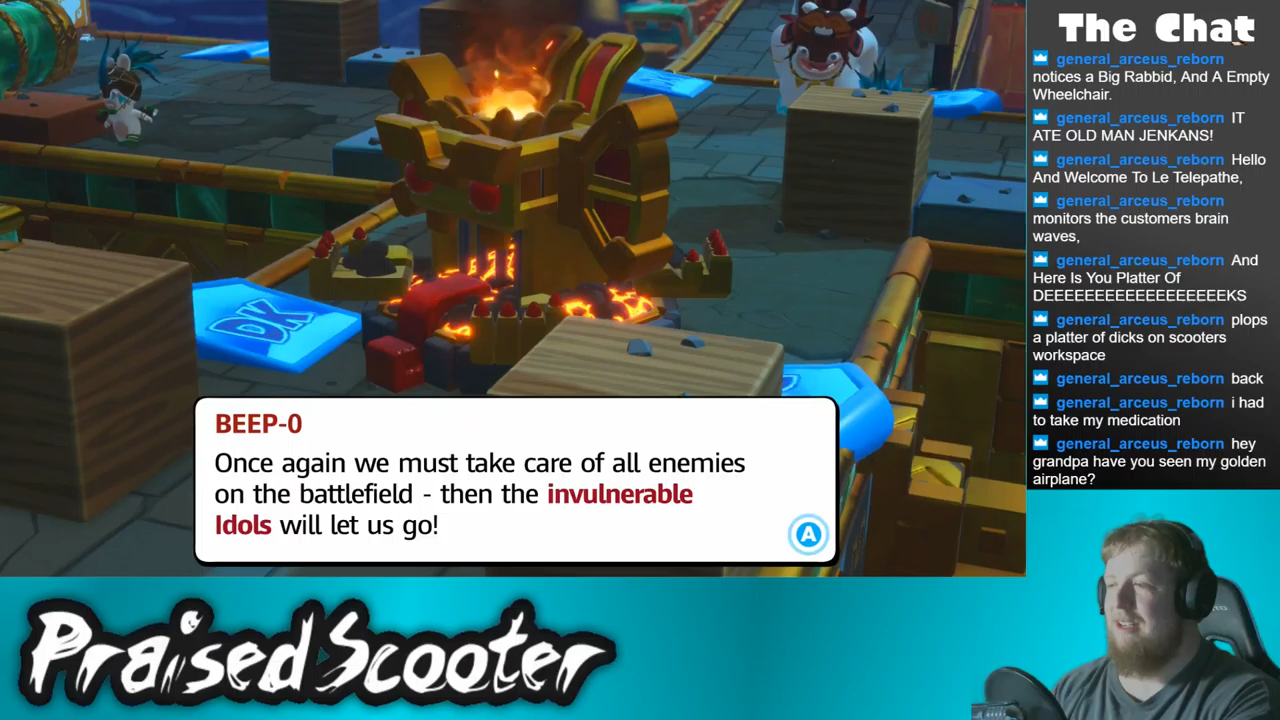 DK
BEEP-0
Once again we must take care of all enemies
on the battlefield - then the invulnerable
Idols will let us go!
A
The Chat
general_arceus_reborn
notices a Big Rabbid, And A Empty
Wheelchair.
general_arceus_reborn IT
ATE OLD MAN JENKANS!
general_arceus_reborn Hello
And Welcome To Le Telepathe,
general_arceus_reborn
monitors the customers brain
waves,
general_arceus_reborn And
Here Is You Platter Of
DEEEEEEEEEEEEEEEEEEKS
general_arceus_reborn plops
a platter of dicks on scooters
workspace
general_arceus_reborn back
general_arceus_reborn i had
to take my medication
general_arceus_reborn hey
grandpa have you seen my golden
airplane?
PraisedScooter